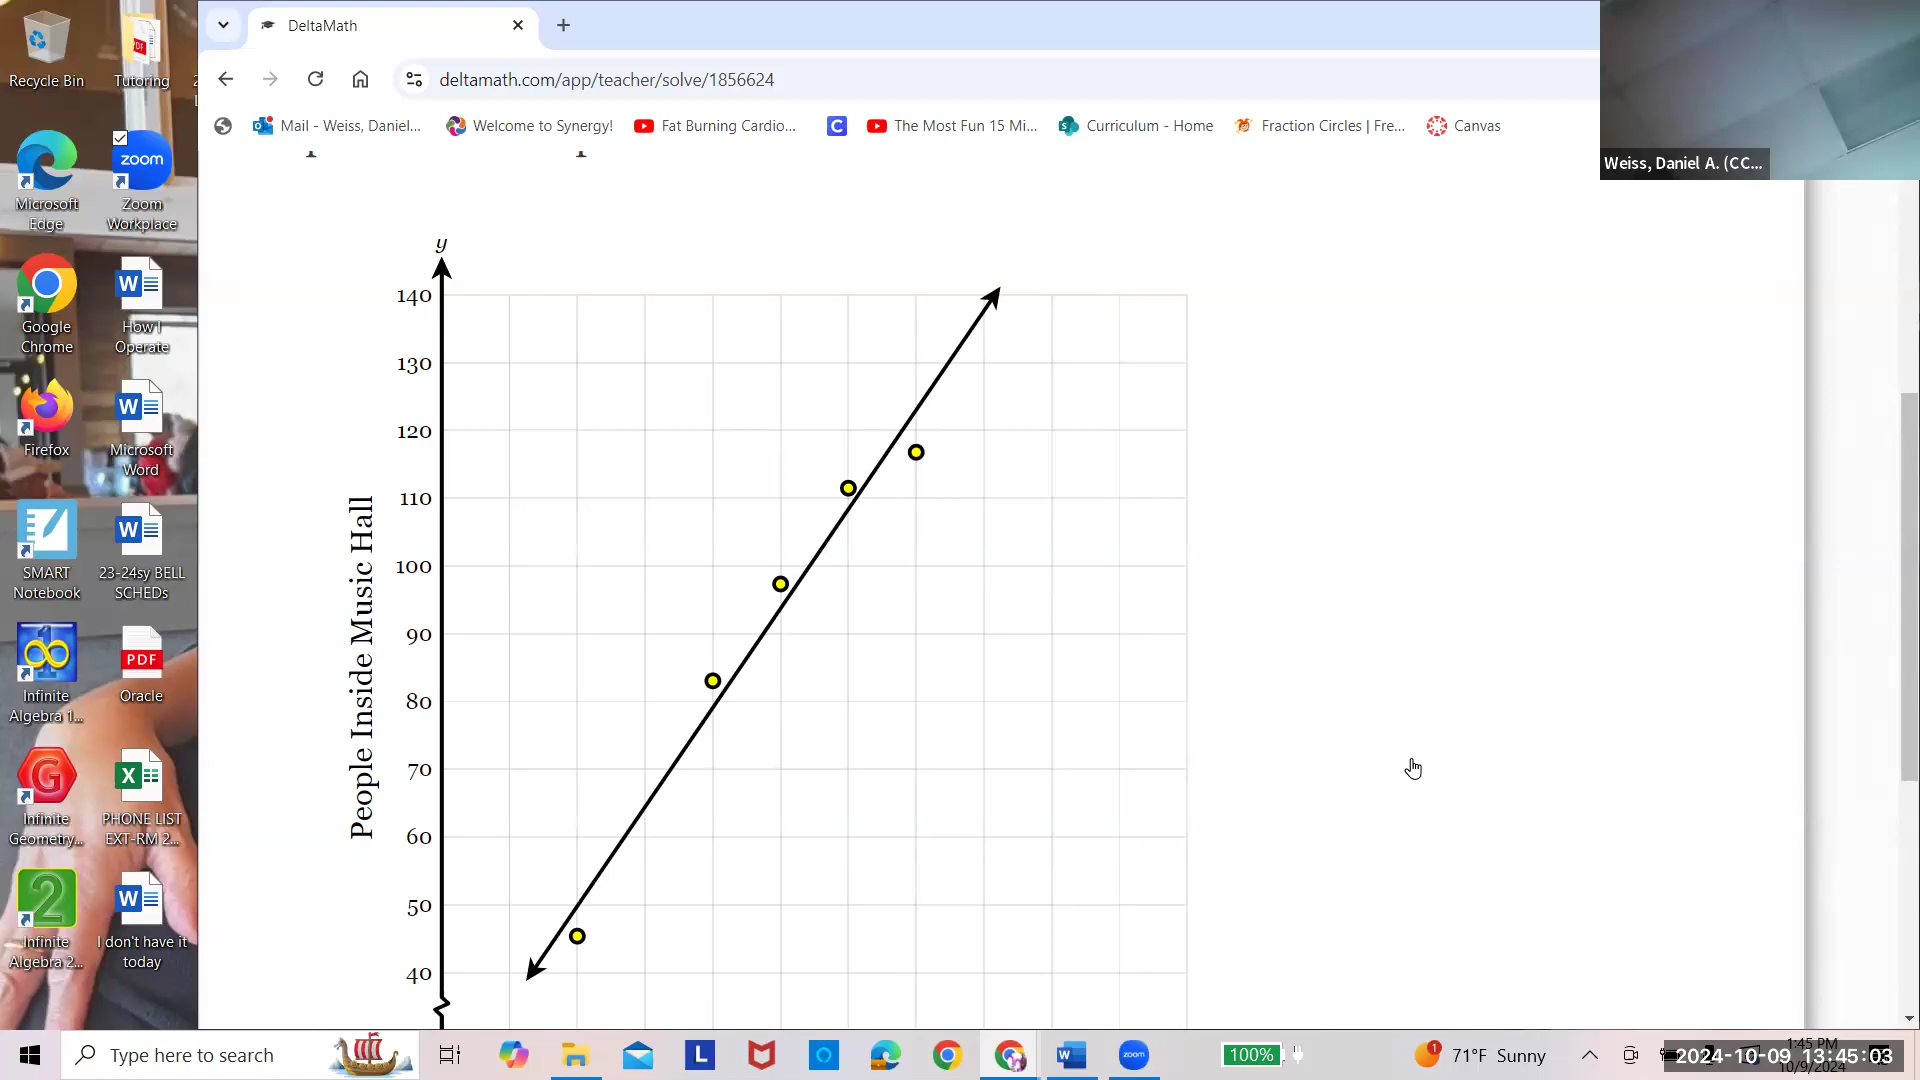 DeltaMath
deltamath.com/app/teacher/solve/1856624
Mail - Weiss, Daniel...
Welcome to Synergy!
Fat Burning Cardio...
The Most Fun 15 Mi...
Curriculum - Home
Fraction Circles | Fre...
Canvas
Weiss, Daniel A. (CC...
Recycle Bin
Tutoring
Microsoft Edge
zoom
Zoom Workplace
Google Chrome
How I Operate
Firefox
Microsoft Word
SMART Notebook
23-24sy BELL SCHEDs
Infinite Algebra 1...
PDF
Oracle
Infinite Geometry...
PHONE LIST EXT-RM 2...
Infinite Algebra 2...
I don't have it today
y
140
130
120
110
100
90
80
70
60
50
40
People Inside Music Hall
Type here to search
100%
71°F Sunny
1:45 PM
10/9/2024
2024-10-09 13:45:03